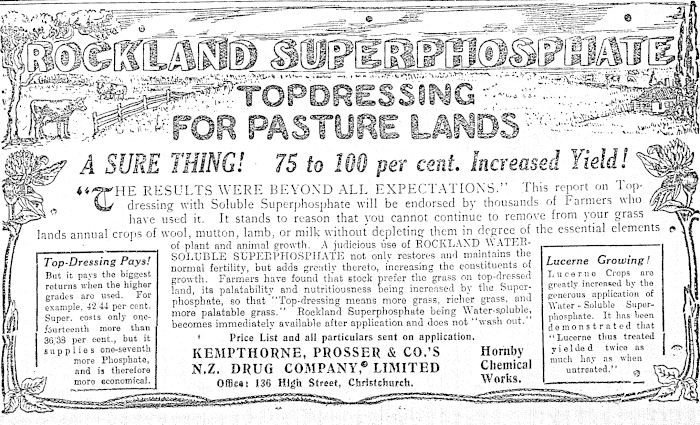 ROCKLAND SUPERPHOSPHATE
TOPDRESSING
FOR PASTURE LANDS
A SURE THING! 75 to 100 per cent. Increased Yield!
"THE RESULTS WERE BEYOND ALL EXPECTATIONS." This report on Top-
dressing with Soluble Superphosphate will be endorsed by thousands of Farmers who
have used it. It stands to reason that you cannot continue to remove from your grass
lands annual crops of wool, mutton, lamb, or milk without depleting them in degree of the essential elements
of plant and animal growth. A judicious use of ROCKLAND WATER-
SOLUBLE SUPERPHOSPHATE not only restores and maintains the
normal fertility, but adds greatly thereto, increasing the constituents of
growth. Farmers have found that stock prefer the grass on top-dressed
land, its palatability and nutritiousness being increased by the Super-
phosphate, so that "Top-dressing means more grass, richer grass, and
more palatable grass." Rockland Superphosphate being Water-soluble,
becomes immediately available after application and does not "wash out."
Price List and all particulars sent on application.
KEMPTHORNE, PROSSER & CO.'S
N.Z. DRUG COMPANY, LIMITED
Office: 136 High Street, Christchurch.
Hornby
Chemical
Works.
Top-Dressing Pays!
But it pays the biggest
returns when the higher
grades are used. For
example, 42.44 per cent.
Super. costs only one-
fourteenth more than
36.38 per cent., but it
supplies one-seventh
more Phosphate,
and is therefore
more economical.
Lucerne Growing!
Lucerne Crops are
greatly increased by the
generous application of
Water-Soluble Super-
phosphate. It has been
demonstrated that
"Lucerne thus treated
yielded twice as
much hay as when
untreated."